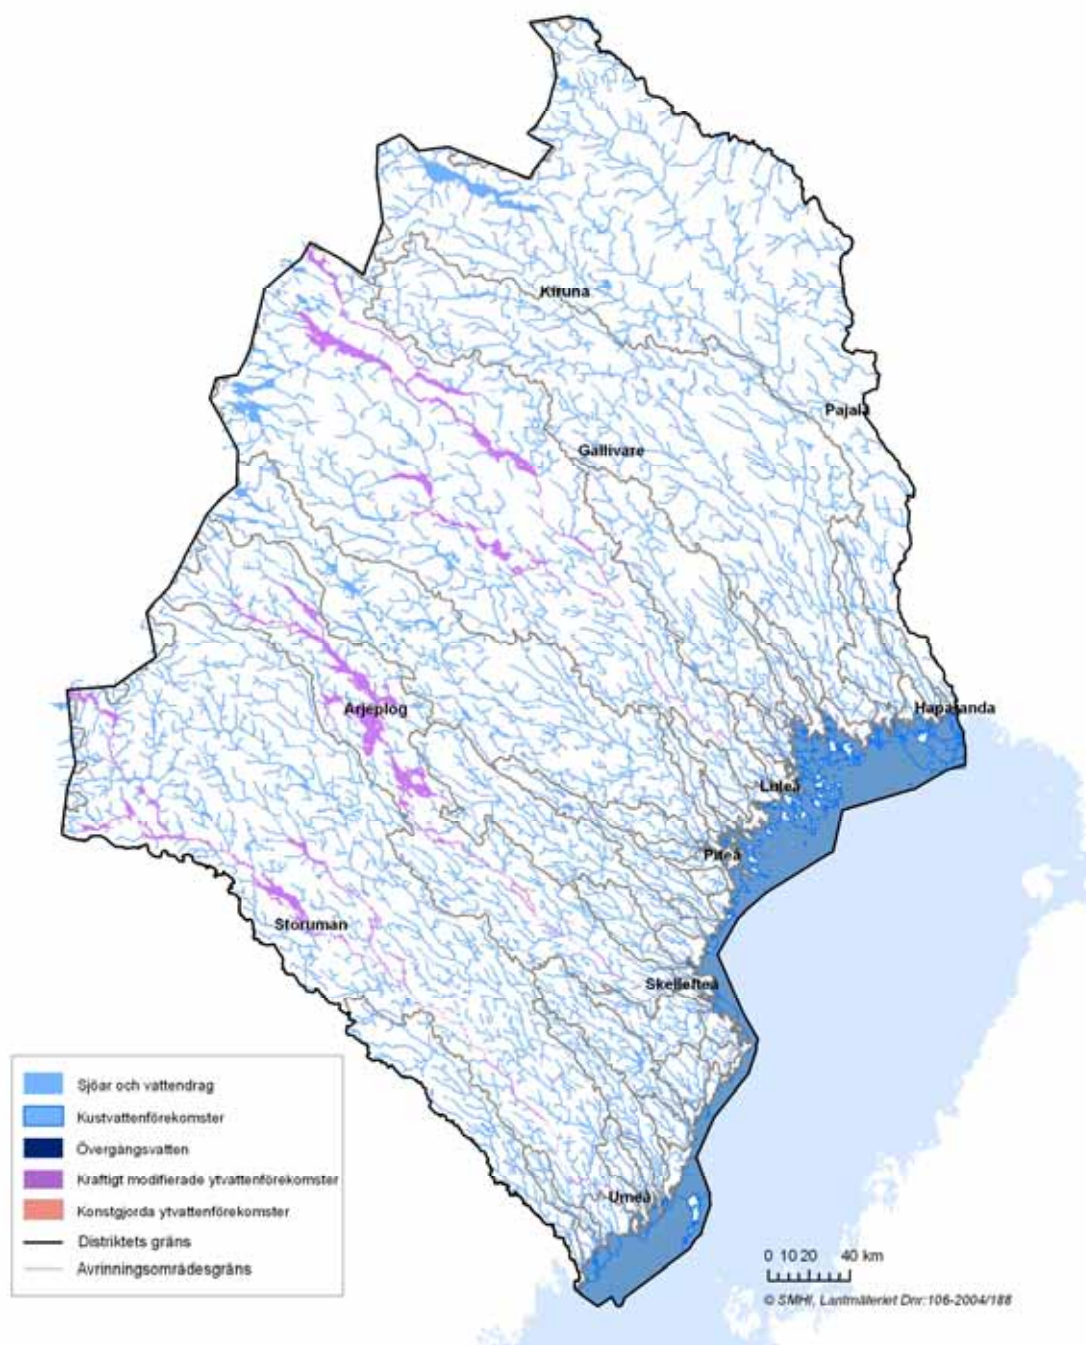 Kiruna
Pajala
Gällivare
Arjeplog
Haparanda
Luleå
Piteå
Storuman
Skellefteå
Umeå
Sjöar och vattendrag
Kustvattenförekomster
Övergångsvatten
Kraftigt modifierade ytvattenförekomster
Konstgjorda ytvattenförekomster
Distriktets gräns
Avrinningsområdesgräns
0 10 20 40 km
© SMHI, Lantmäteriet Dnr:106-2004/188